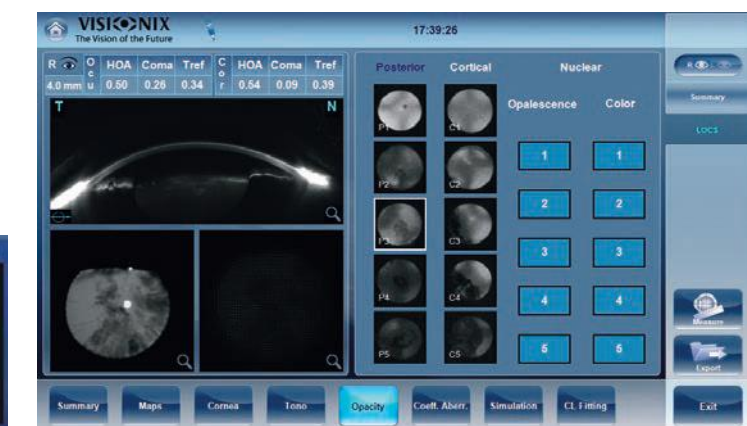 VISIONIX
The Vision of the Future
17:39:26
R Ocu HOA Coma Tref Cor HOA Coma Tref
4.0 mm 0.50 0.26 0.34 0.54 0.09 0.39
T N
Posterior Cortical Nuclear
Opalescence Color
P1 C1
1 1
P2 C2
2 2
P3 C3
3 3
P4 C4
4 4
P5 C5
5 5
R
Summary
LOCS
Measure
Export
Summary Maps Cornea Tono Opacity Coeff. Aberr. Simulation CL Fitting Exit